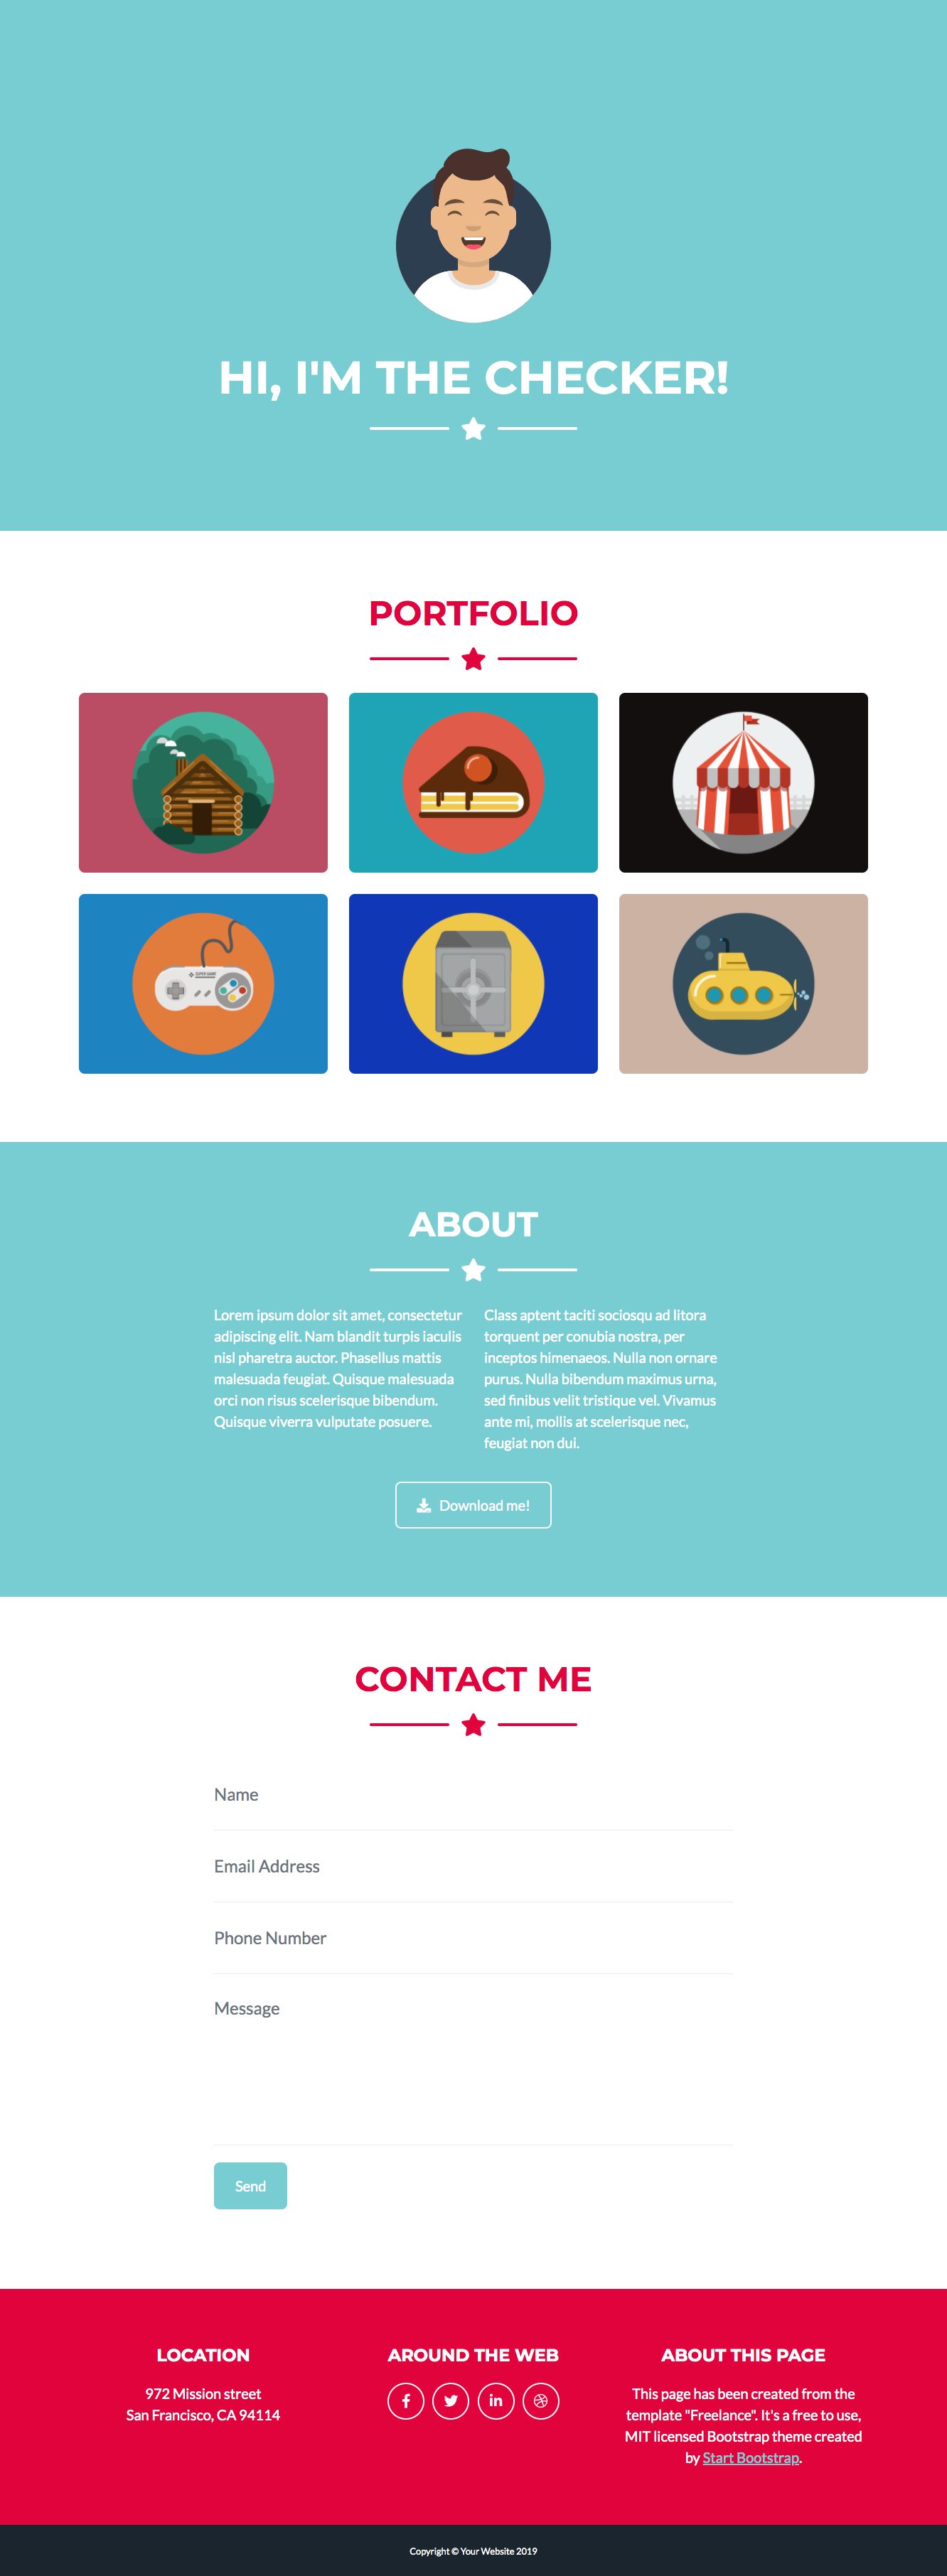 HI, I'M THE CHECKER!
PORTFOLIO
SUPER GAME
ABOUT
Lorem ipsum dolor sit amet, consectetur
adipiscing elit. Nam blandit turpis iaculis
nisl pharetra auctor. Phasellus mattis
malesuada feugiat. Quisque malesuada
orci non risus scelerisque bibendum.
Quisque viverra vulputate posuere.
Class aptent taciti sociosqu ad litora
torquent per conubia nostra, per
inceptos himenaeos. Nulla non ornare
purus. Nulla bibendum maximus urna,
sed finibus velit tristique vel. Vivamus
ante mi, mollis at scelerisque nec,
feugiat non dui.
Download me!
CONTACT ME
Name
Email Address
Phone Number
Message
Send
LOCATION
972 Mission street
San Francisco, CA 94114
AROUND THE WEB
ABOUT THIS PAGE
This page has been created from the
template "Freelance". It's a free to use,
MIT licensed Bootstrap theme created
by Start Bootstrap.
Copyright © Your Website 2019